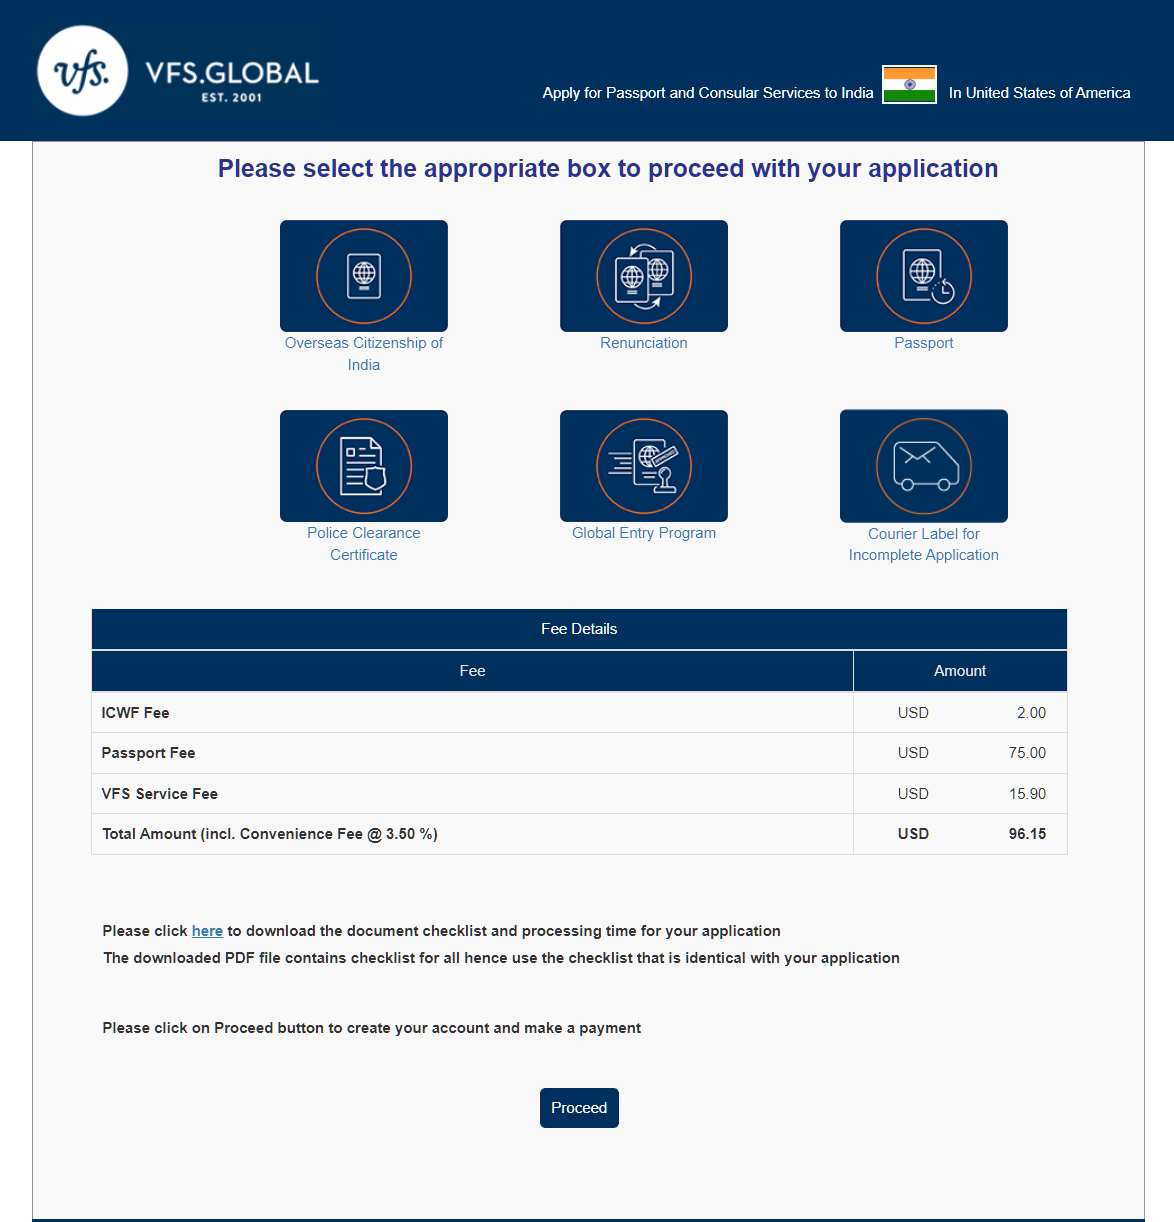 vfs.
VFS.GLOBAL
EST. 2001
Apply for Passport and Consular Services to India In United States of America
Please select the appropriate box to proceed with your application
Overseas Citizenship of
India
Renunciation
Passport
Police Clearance
Certificate
Global Entry Program
Courier Label for
Incomplete Application
Fee Details
Fee Amount
ICWF Fee USD 2.00
Passport Fee USD 75.00
VFS Service Fee USD 15.90
Total Amount (incl. Convenience Fee @ 3.50 %) USD 96.15
Please click here to download the document checklist and processing time for your application
The downloaded PDF file contains checklist for all hence use the checklist that is identical with your application
Please click on Proceed button to create your account and make a payment
Proceed